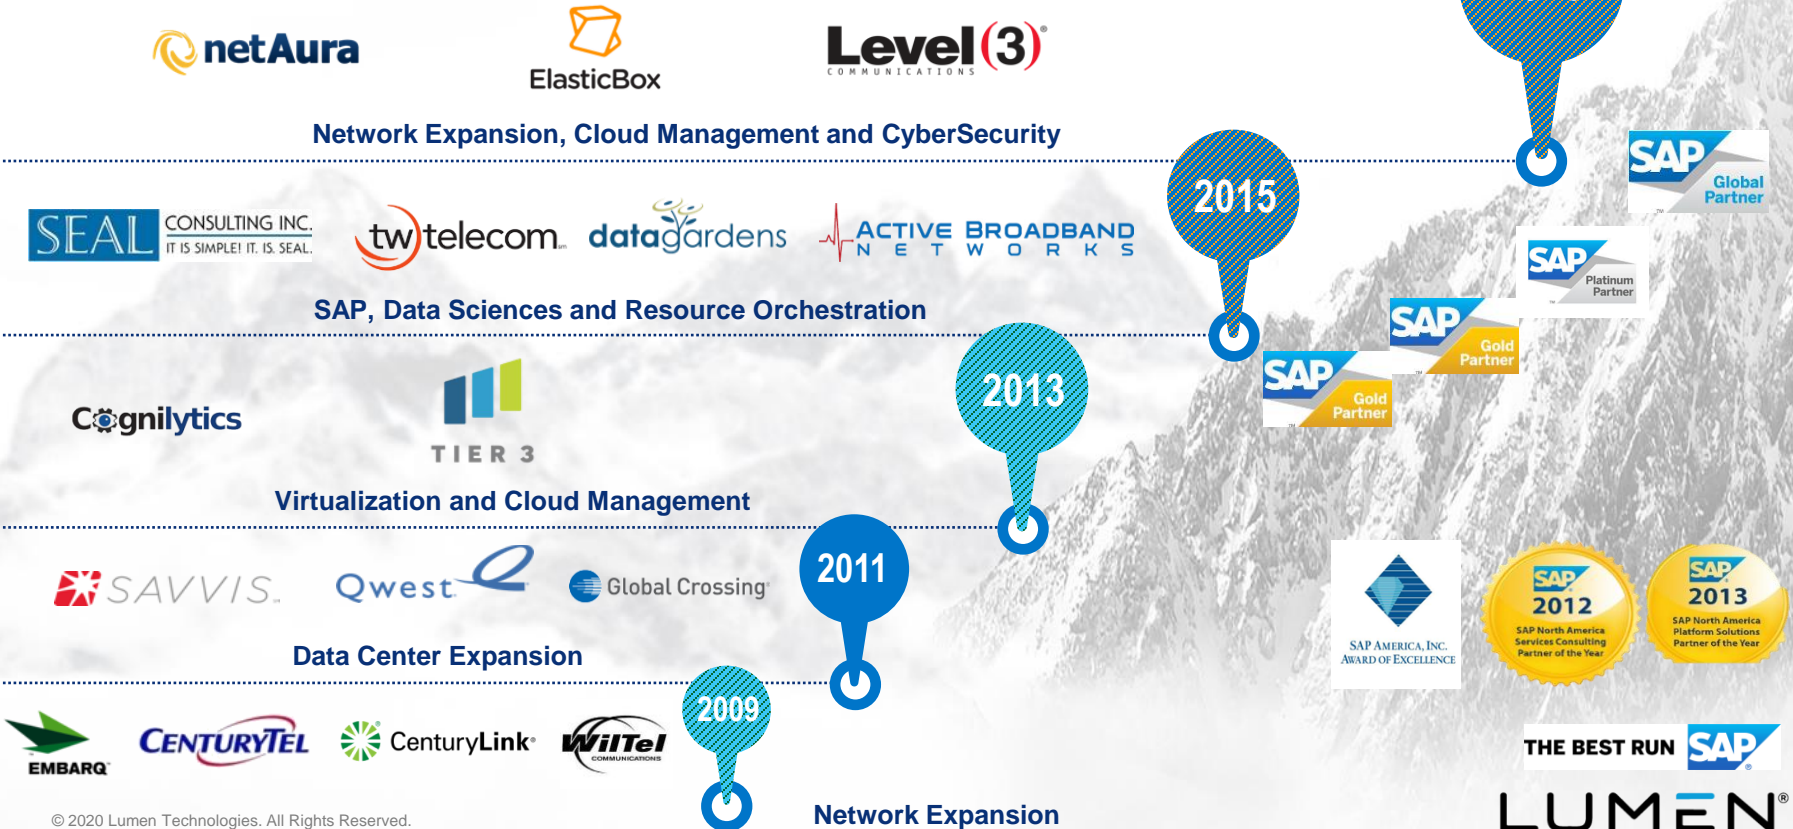 netAura
ElasticBox
Level(3)®
COMMUNICATIONS
Network Expansion, Cloud Management and CyberSecurity
SAP
Global
Partner
2015
SEAL
CONSULTING INC.
IT IS SIMPLE! IT. IS. SEAL.
tw telecom
datagardens
ACTIVE BROADBAND
NETWORKS
SAP
Platinum
Partner
SAP, Data Sciences and Resource Orchestration
SAP
Gold
Partner
SAP
Gold
Partner
2013
Cognilytics
TIER 3
Virtualization and Cloud Management
2011
SAVVIS
Qwest
Global Crossing
SAP AMERICA, INC.
AWARD OF EXCELLENCE
SAP
2012
SAP North America
Services Consulting
Partner of the Year
SAP
2013
SAP North America
Platform Solutions
Partner of the Year
Data Center Expansion
2009
EMBARQ
CENTURYTEL
CenturyLink®
WilTel
COMMUNICATIONS
THE BEST RUN SAP
Network Expansion
LUMEN®
© 2020 Lumen Technologies. All Rights Reserved.